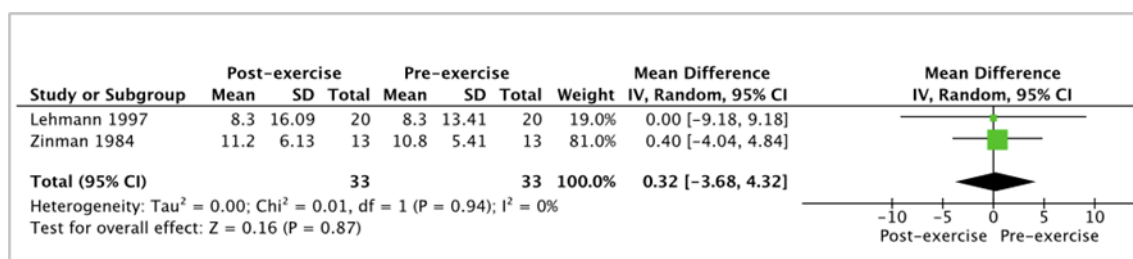 Post-exercise Pre-exercise Mean Difference Mean Difference
Study or Subgroup Mean SD Total Mean SD Total Weight IV, Random, 95% CI IV, Random, 95% CI
Lehmann 1997 8.3 16.09 20 8.3 13.41 20 19.0% 0.00 [-9.18, 9.18]
Zinman 1984 11.2 6.13 13 10.8 5.41 13 81.0% 0.40 [-4.04, 4.84]
Total (95% CI) 33 33 100.0% 0.32 [-3.68, 4.32]
Heterogeneity: Tau² = 0.00; Chi² = 0.01, df = 1 (P = 0.94); I² = 0%
Test for overall effect: Z = 0.16 (P = 0.87)
-10 -5 0 5 10
Post-exercise Pre-exercise